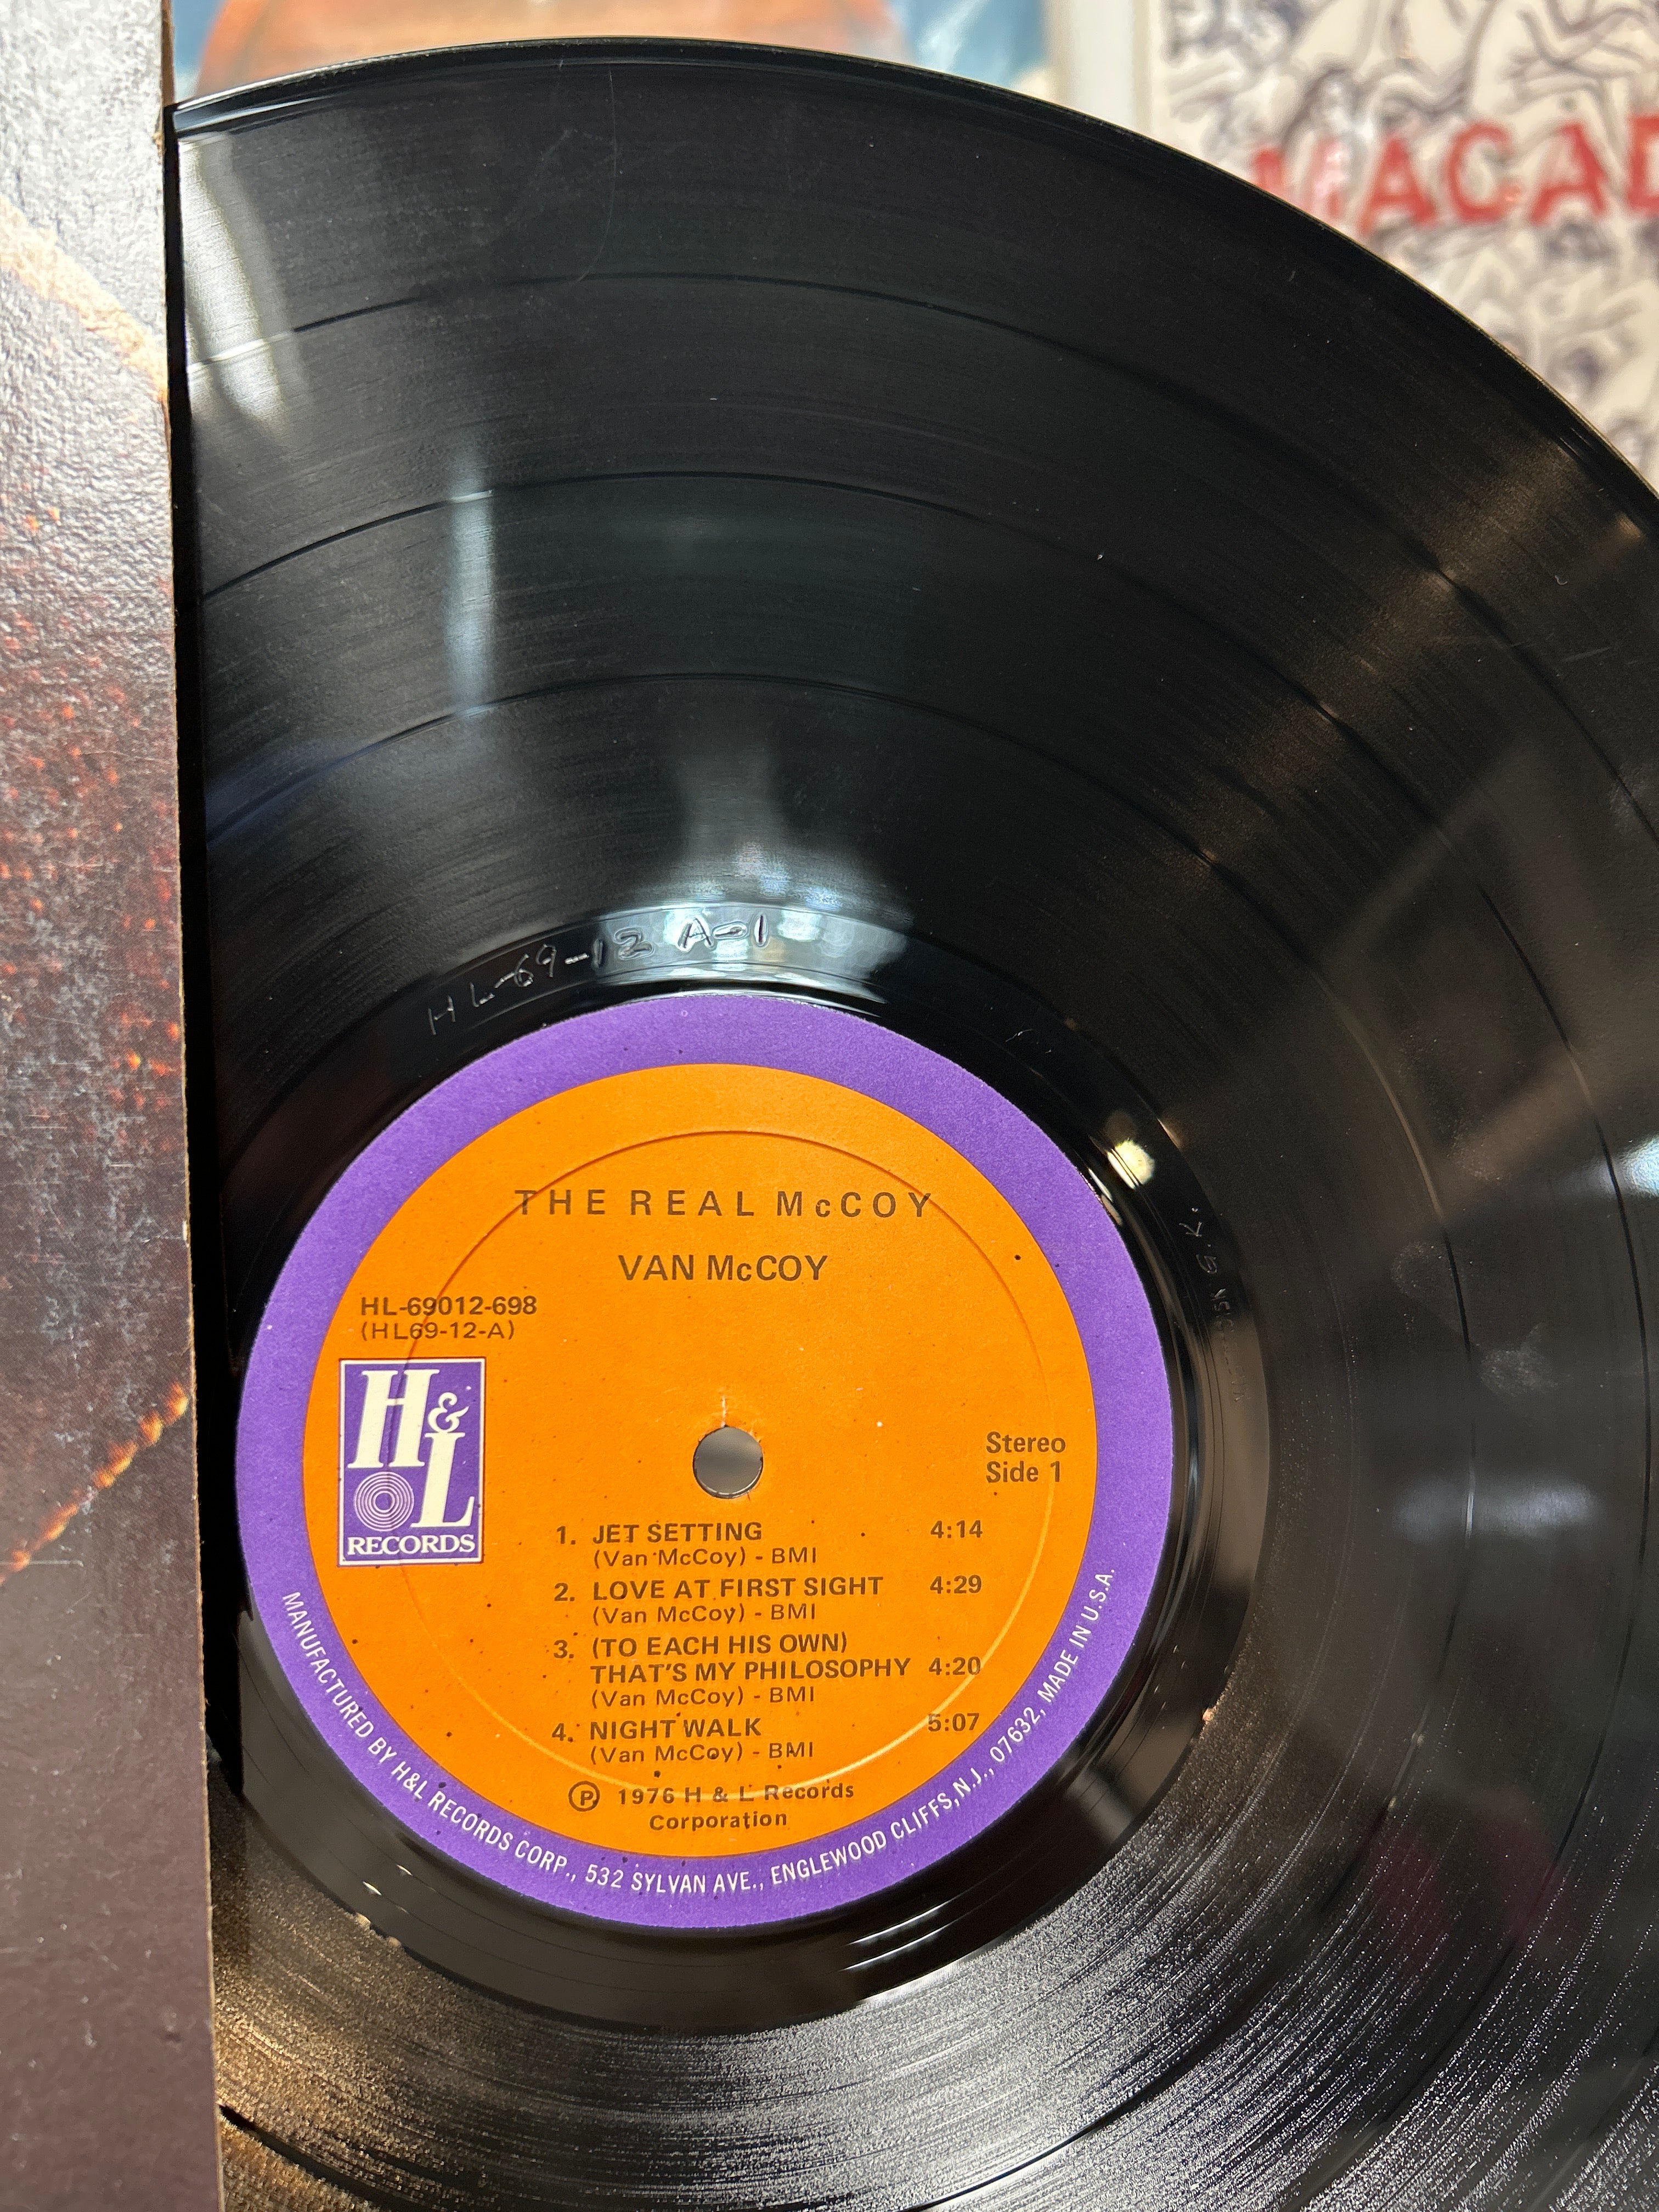 MACAD
HL-69-12 A-1
G.K.
THE REAL McCOY
VAN McCOY
HL-69012-698
(HL69-12-A)
H&L
RECORDS
Stereo
Side 1
1. JET SETTING 4:14
(Van McCoy) - BMI
2. LOVE AT FIRST SIGHT 4:29
(Van McCoy) - BMI
3. (TO EACH HIS OWN)
THAT'S MY PHILOSOPHY 4:20
(Van McCoy) - BMI
4. NIGHT WALK 5:07
(Van McCoy) - BMI
Ⓟ 1976 H & L Records
Corporation
MANUFACTURED BY H&L RECORDS CORP., 532 SYLVAN AVE., ENGLEWOOD CLIFFS, N.J., 07632, MADE IN U.S.A.